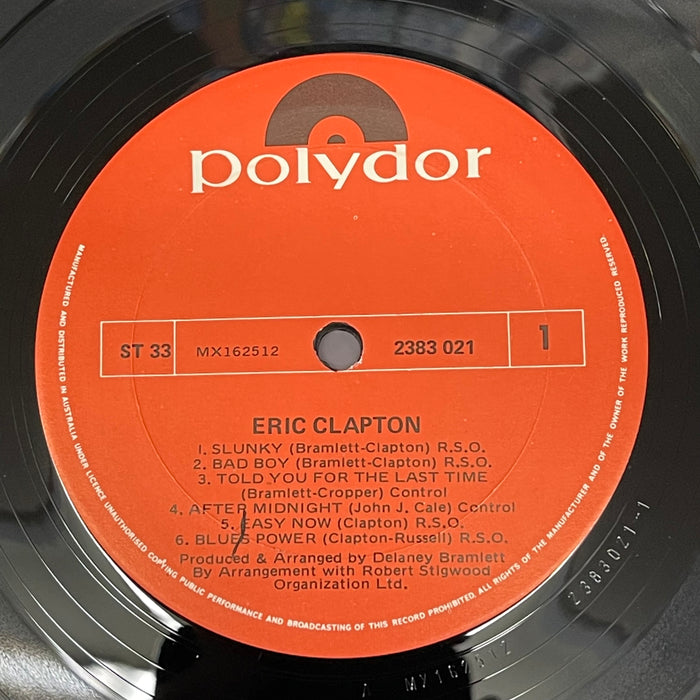 polydor
ST 33 MX162512 2383 021 1
ERIC CLAPTON
1. SLUNKY (Bramlett-Clapton) R.S.O.
2. BAD BOY (Bramlett-Clapton) R.S.O.
3. TOLD YOU FOR THE LAST TIME
(Bramlett-Cropper) Control
4. AFTER MIDNIGHT (John J. Cale) Control
5. EASY NOW (Clapton) R.S.O.
6. BLUES POWER (Clapton-Russell) R.S.O.
Produced & Arranged by Delaney Bramlett
By Arrangement with Robert Stigwood
Organization Ltd.
MANUFACTURED AND DISTRIBUTED IN AUSTRALIA UNDER LICENCE UNAUTHORISED COPYING PUBLIC PERFORMANCE AND BROADCASTING OF THIS RECORD PROHIBITED. ALL RIGHTS OF THE MANUFACTURER AND OF THE OWNER OF THE WORK REPRODUCED RESERVED.
2383021-1
A MX162512